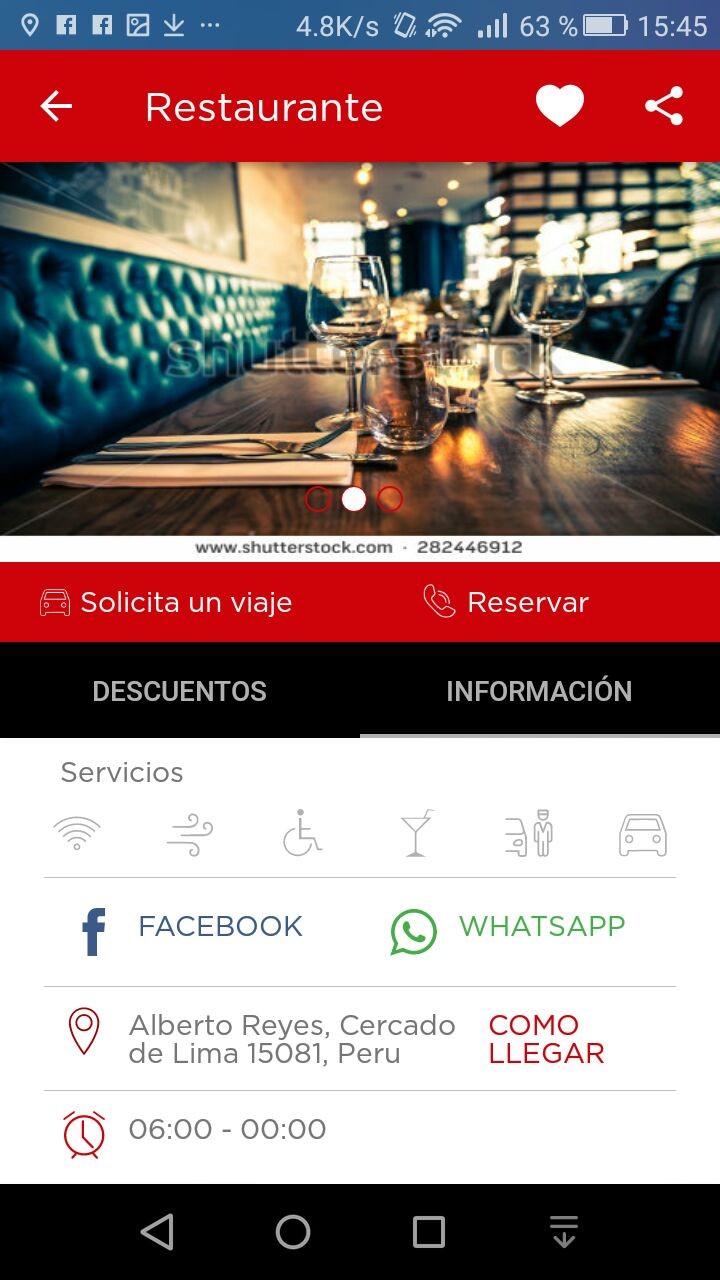 4.8K/s 63 % 15:45
Restaurante
shutterstock
www.shutterstock.com · 282446912
Solicita un viaje Reservar
DESCUENTOS INFORMACIÓN
Servicios
FACEBOOK WHATSAPP
Alberto Reyes, Cercado
de Lima 15081, Peru
COMO
LLEGAR
06:00 - 00:00